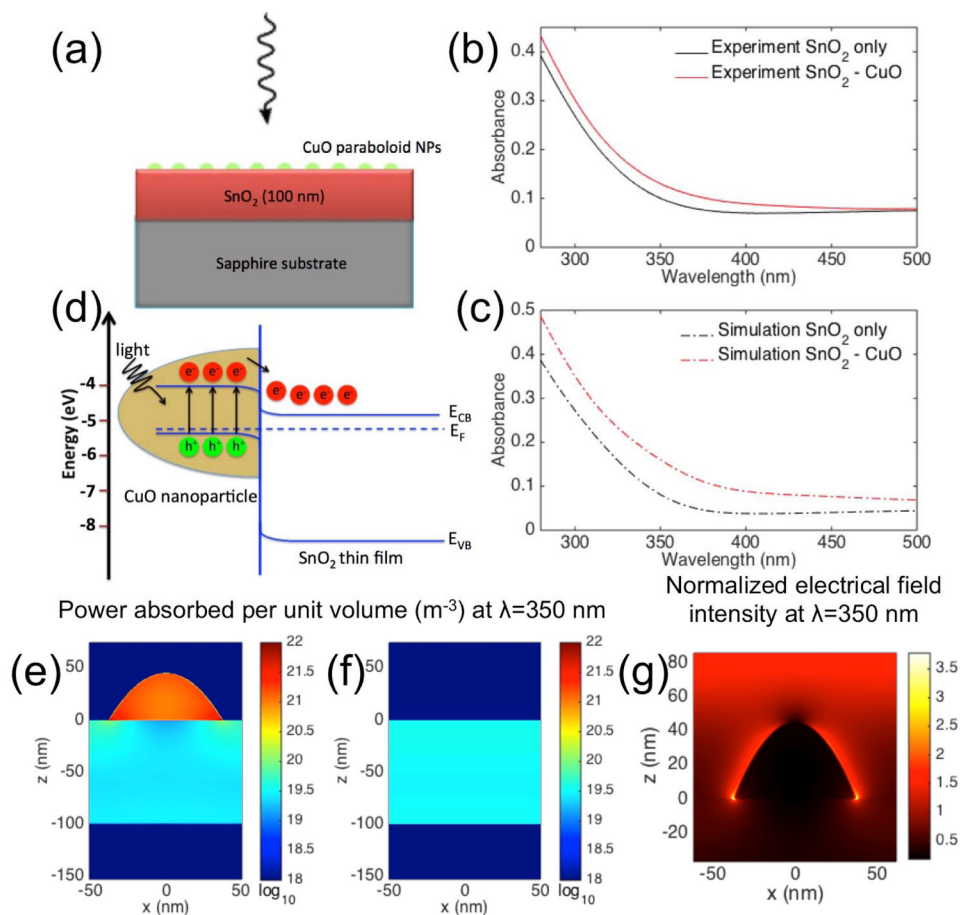 (a)
CuO paraboloid NPs
SnO2 (100 nm)
Sapphire substrate
(b)
0.4
0.3
0.2
0.1
0
Absorbance
Experiment SnO2 only
Experiment SnO2 - CuO
300 350 400 450 500
Wavelength (nm)
(c)
0.5
0.4
0.3
0.2
0.1
0
Absorbance
Simulation SnO2 only
Simulation SnO2 - CuO
300 350 400 450 500
Wavelength (nm)
(d)
light
Energy (eV)
-4
-5
-6
-7
-8
e- e- e-
e- e- e- e-
h+ h+ h+
ECB
EF
EVB
CuO nanoparticle
SnO2 thin film
Power absorbed per unit volume (m-3) at λ=350 nm
Normalized electrical field
intensity at λ=350 nm
(e)
50
0
-50
-100
-150
z (nm)
-50 0 50
x (nm)
22
21.5
21
20.5
20
19.5
19
18.5
18
log10
(f)
50
0
-50
-100
-150
z (nm)
-50 0 50
x (nm)
22
21.5
21
20.5
20
19.5
19
18.5
18
log10
(g)
80
60
40
20
0
-20
z (nm)
-50 0 50
x (nm)
3.5
3
2.5
2
1.5
1
0.5